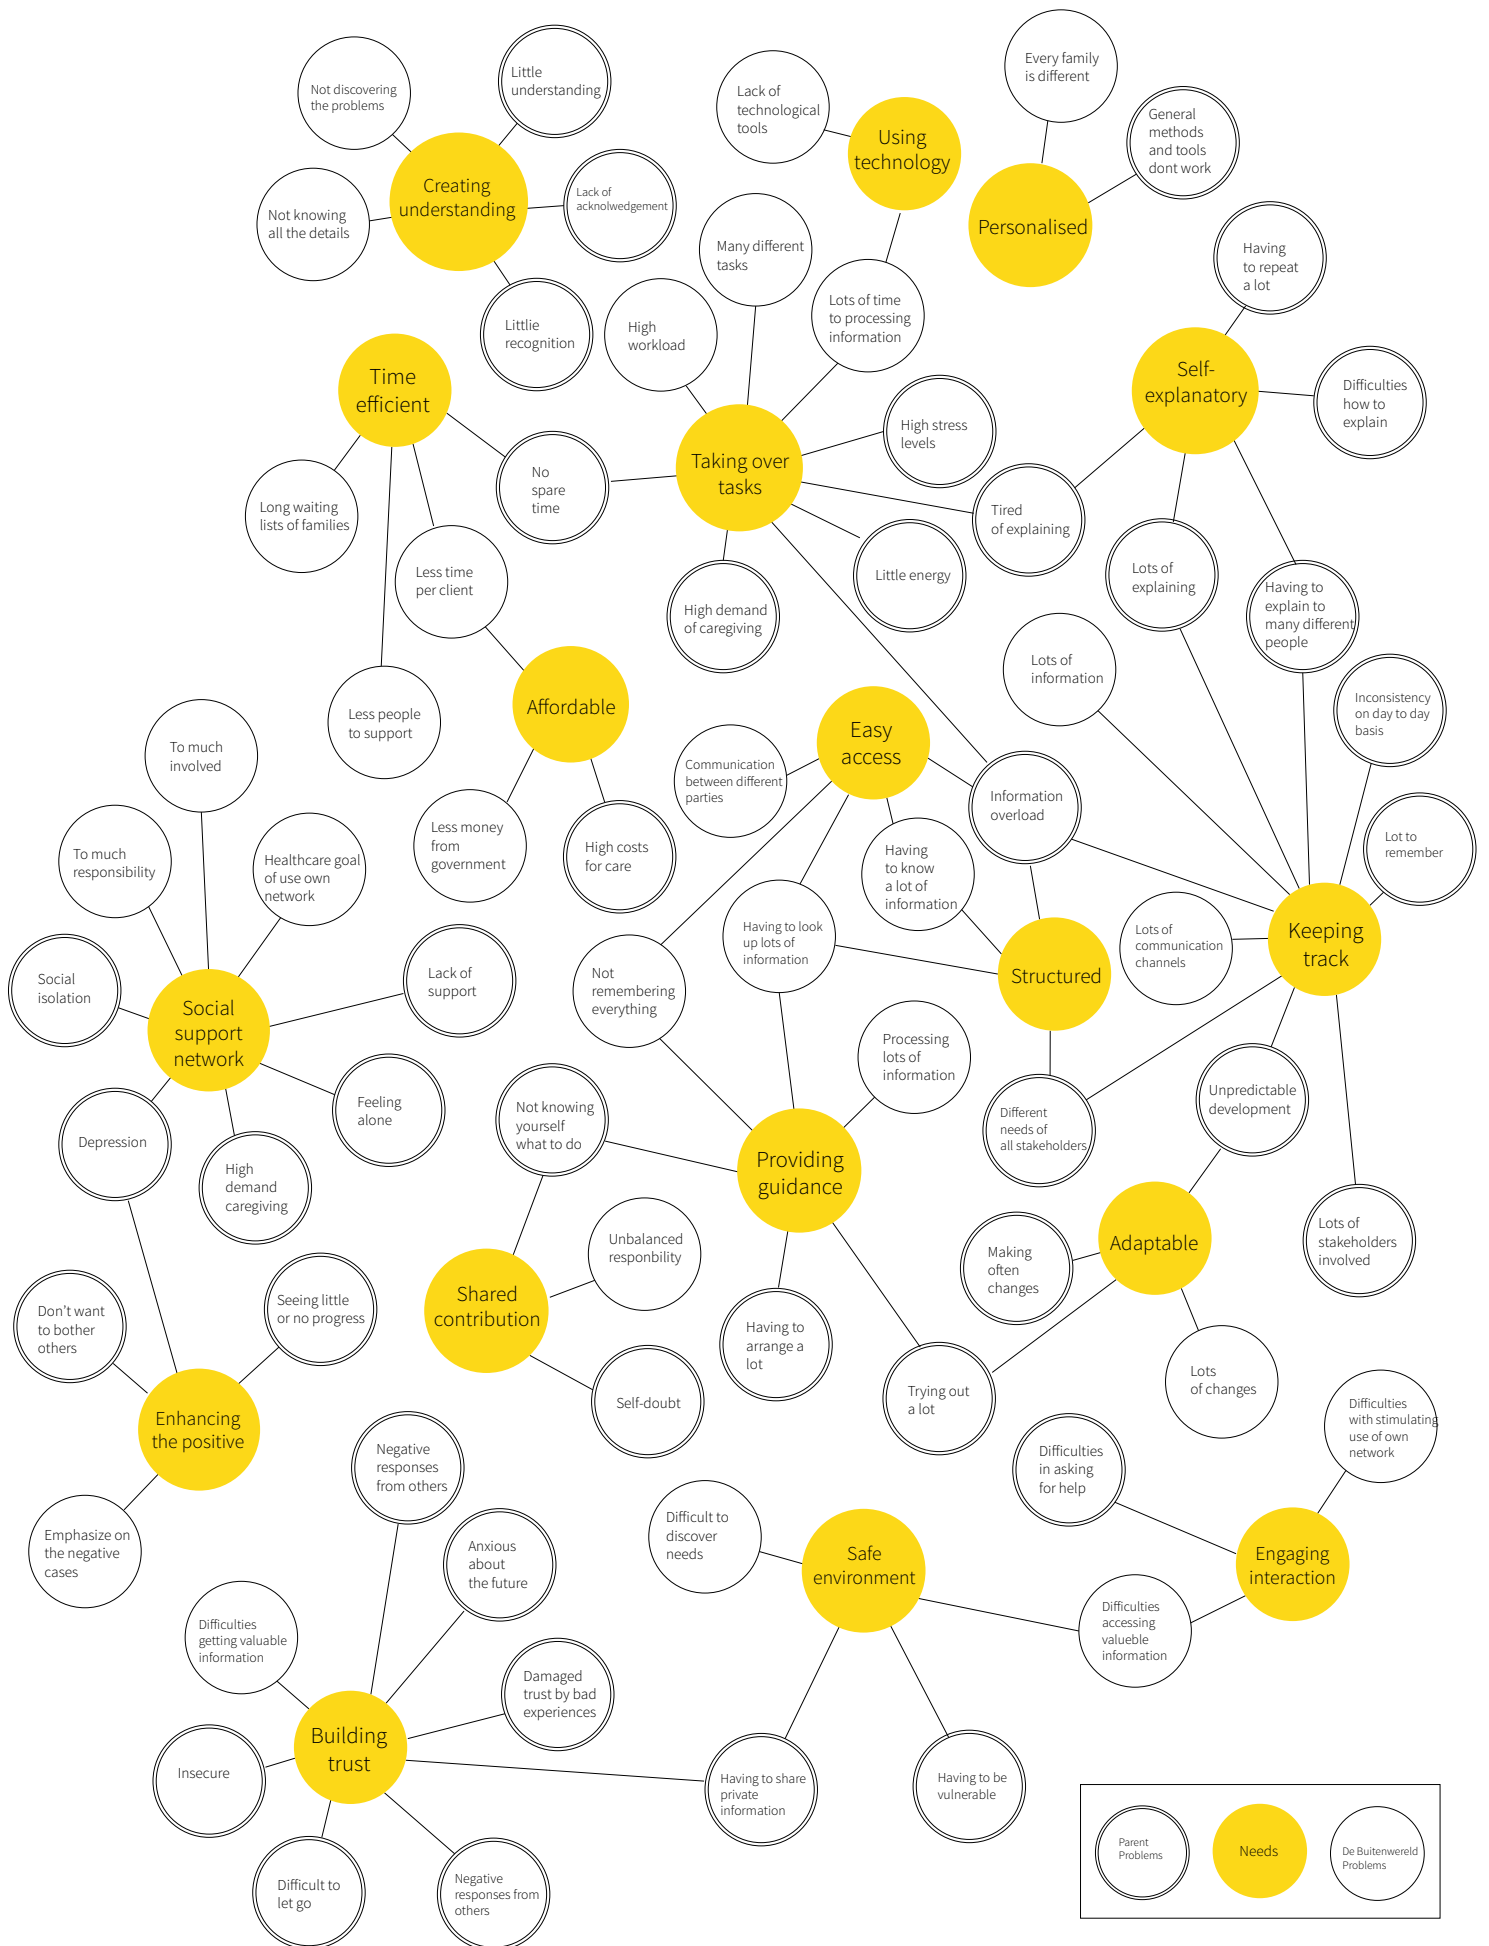 Not discovering
the problems
Little
understanding
Lack of
technological
tools
Using
technology
Every family
is different
General
methods
and tools
dont work
Creating
understanding
Lack of
acknolwedgement
Not knowing
all the details
Personalised
Many different
tasks
Having
to repeat
a lot
Littlie
recognition
High
workload
Lots of time
to processing
information
Time
efficient
Self-
explanatory
Difficulties
how to
explain
High stress
levels
Taking over
tasks
No
spare
time
Long waiting
lists of families
Tired
of explaining
Less time
per client
Little energy
Lots of
explaining
High demand
of caregiving
Having to
explain to
many different
people
Lots of
information
Affordable
Less people
to support
Easy
access
Inconsistency
on day to day
basis
To much
involved
Communication
between different
parties
Information
overload
Less money
from
government
High costs
for care
Having
to know
a lot of
information
Lot to
remember
To much
responsibility
Healthcare goal
of use own
network
Having to look
up lots of
information
Lots of
communication
channels
Keeping
track
Social
isolation
Lack of
support
Not
remembering
everything
Structured
Social
support
network
Processing
lots of
information
Feeling
alone
Not knowing
yourself
what to do
Different
needs of
all stakeholders
Unpredictable
development
Depression
High
demand
caregiving
Providing
guidance
Unbalanced
responbility
Adaptable
Lots of
stakeholders
involved
Making
often
changes
Don't want
to bother
others
Seeing little
or no progress
Shared
contribution
Having to
arrange a
lot
Trying out
a lot
Lots
of changes
Self-doubt
Enhancing
the positive
Difficulties
with stimulating
use of own
network
Negative
responses
from others
Difficulties
in asking
for help
Emphasize on
the negative
cases
Anxious
about
the future
Difficult to
discover
needs
Safe
environment
Engaging
interaction
Difficulties
getting valuable
information
Difficulties
accessing
valueble
information
Damaged
trust by bad
experiences
Building
trust
Insecure
Having to share
private
information
Having to be
vulnerable
Difficult to
let go
Negative
responses from
others
Parent
Problems
Needs
De Buitenwereld
Problems